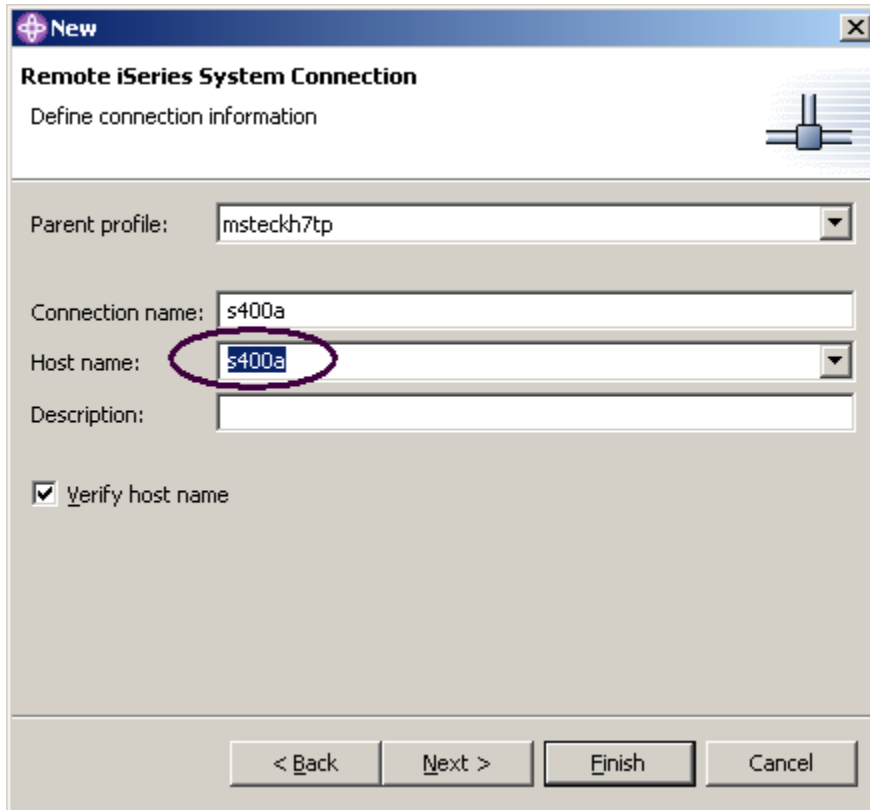 New
Remote iSeries System Connection
Define connection information
Parent profile: msteckh7tp
Connection name: s400a
Host name: s400a
Description:
Verify host name
< Back Next > Finish Cancel